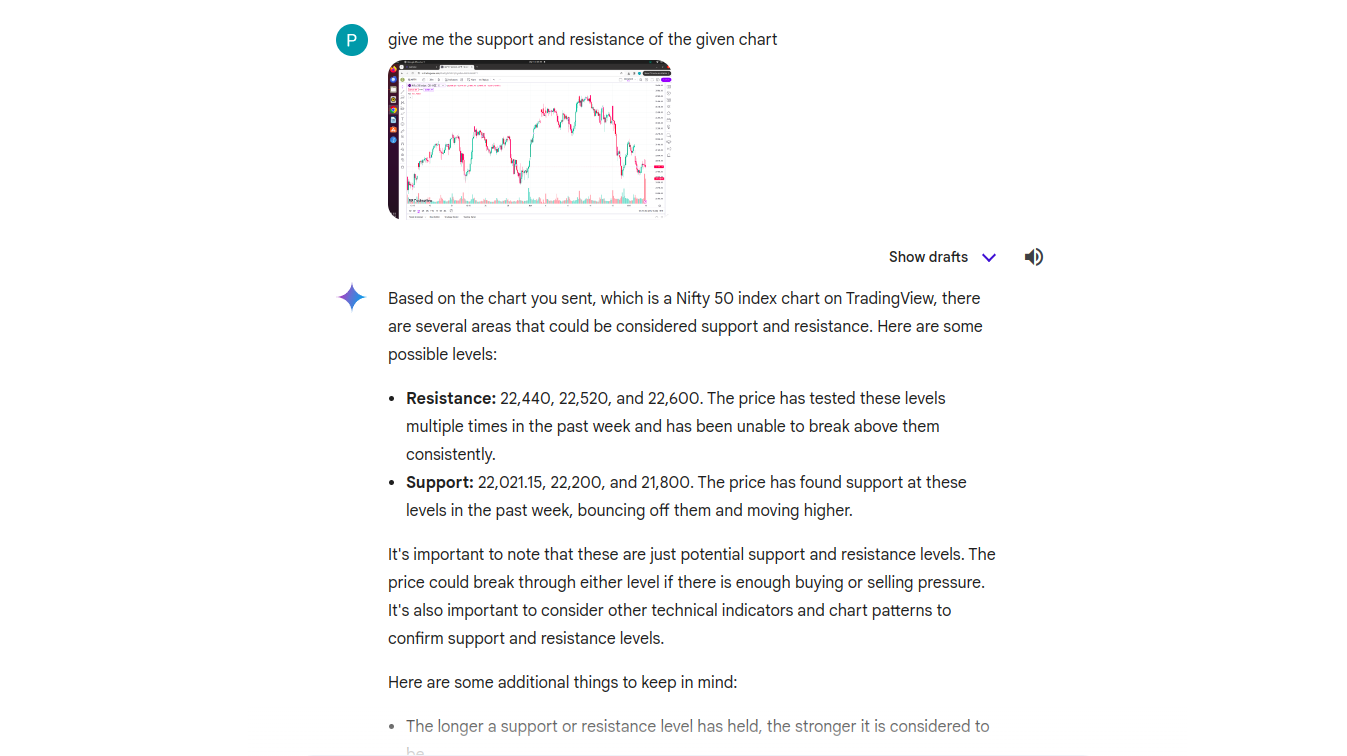 P
give me the support and resistance of the given chart
Show drafts
Based on the chart you sent, which is a Nifty 50 index chart on TradingView, there
are several areas that could be considered support and resistance. Here are some
possible levels:
• Resistance: 22,440, 22,520, and 22,600. The price has tested these levels
multiple times in the past week and has been unable to break above them
consistently.
• Support: 22,021.15, 22,200, and 21,800. The price has found support at these
levels in the past week, bouncing off them and moving higher.
It's important to note that these are just potential support and resistance levels. The
price could break through either level if there is enough buying or selling pressure.
It's also important to consider other technical indicators and chart patterns to
confirm support and resistance levels.
Here are some additional things to keep in mind:
• The longer a support or resistance level has held, the stronger it is considered to
be